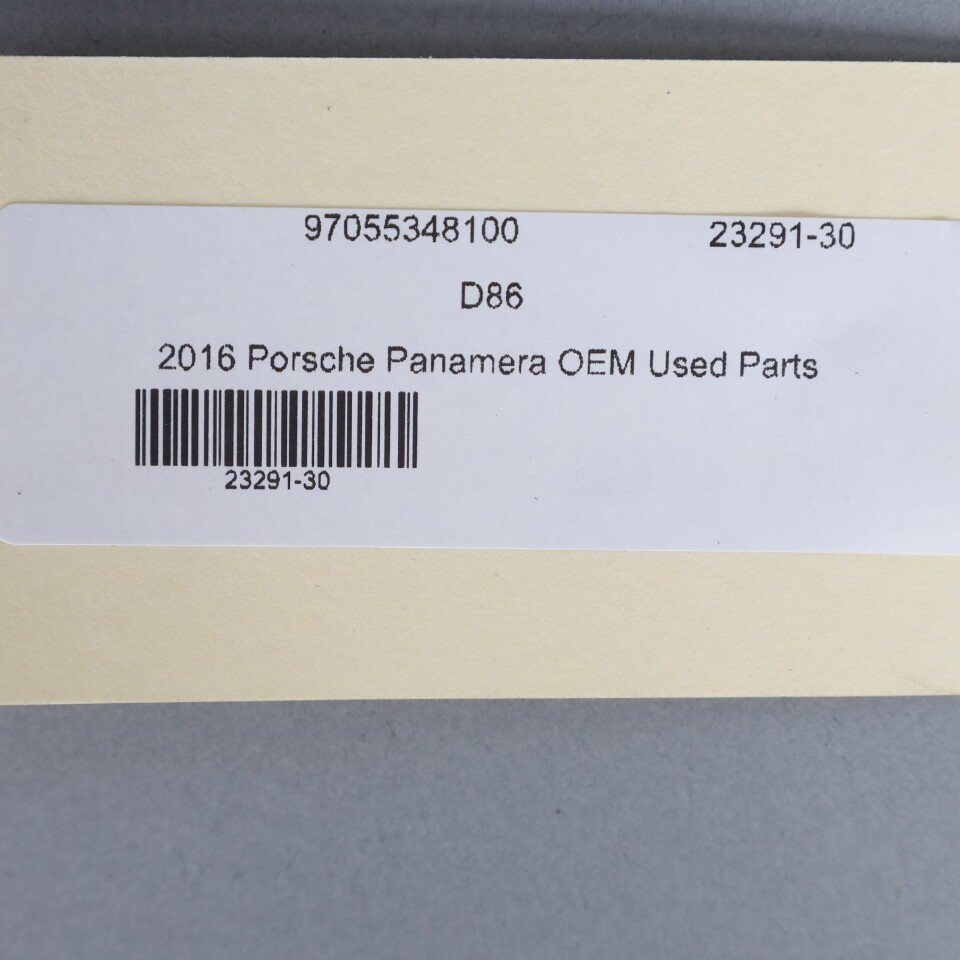 97055348100 23291-30
D86
2016 Porsche Panamera OEM Used Parts
23291-30